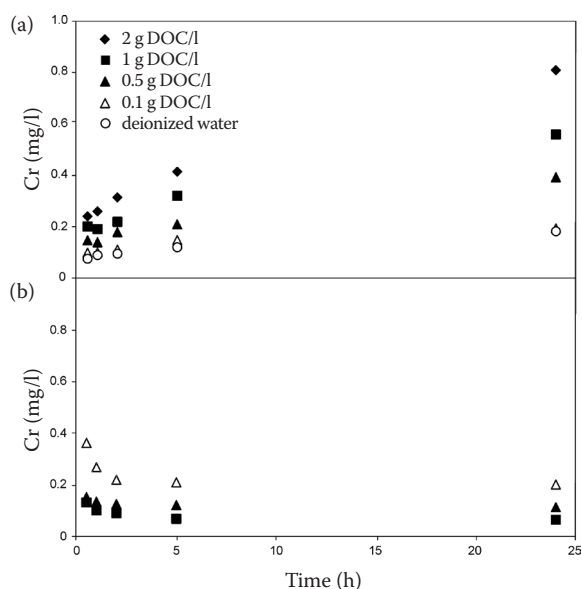 (a)
2 g DOC/l
1 g DOC/l
0.5 g DOC/l
0.1 g DOC/l
deionized water
Cr (mg/l)
1.0
0.8
0.6
0.4
0.2
0
(b)
Cr (mg/l)
0.8
0.6
0.4
0.2
0
0 5 10 15 20 25
Time (h)